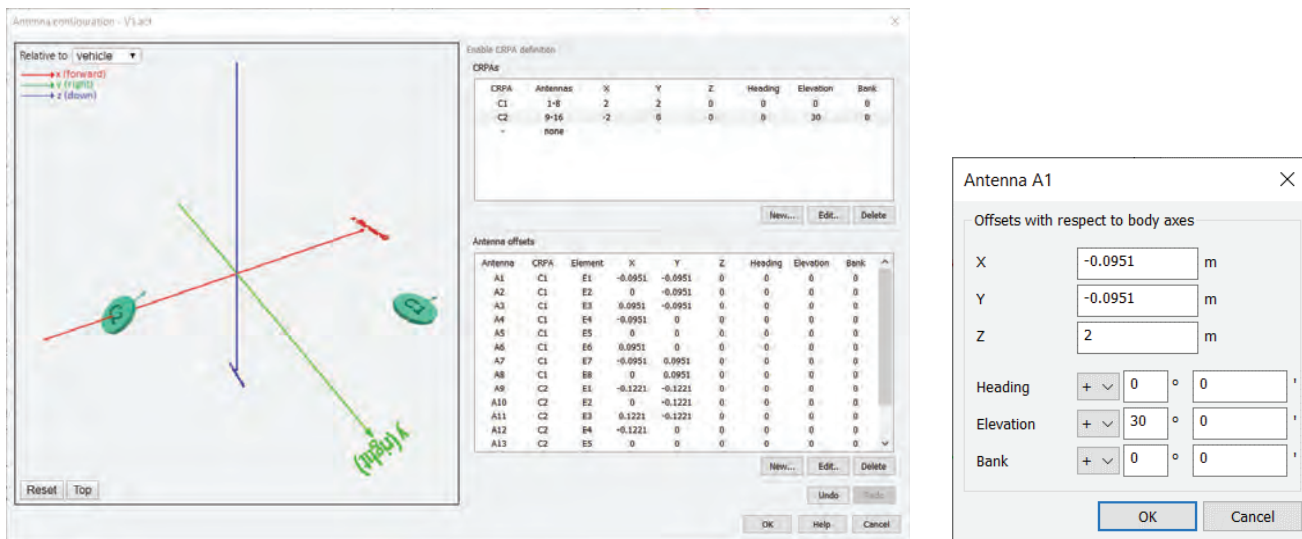 Antenna configuration - V1.act
Relative to vehicle
x (forward)
y (right)
z (down)
Y(right)
C2
C1
Reset Top
Enable CRPA definition
CRPAs
CRPA Antennas X Y Z Heading Elevation Bank
C1 1-8 2 2 0 0 0 0
C2 9-16 -2 0 0 0 30 0
- none
New... Edit.. Delete
Antenna offsets
Antenna CRPA Element X Y Z Heading Elevation Bank
A1 C1 E1 -0.0951 -0.0951 0 0 0 0
A2 C1 E2 0 -0.0951 0 0 0 0
A3 C1 E3 0.0951 -0.0951 0 0 0 0
A4 C1 E4 -0.0951 0 0 0 0 0
A5 C1 E5 0 0 0 0 0 0
A6 C1 E6 0.0951 0 0 0 0 0
A7 C1 E7 -0.0951 0.0951 0 0 0 0
A8 C1 E8 0 0.0951 0 0 0 0
A9 C2 E1 -0.1221 -0.1221 0 0 0 0
A10 C2 E2 0 -0.1221 0 0 0 0
A11 C2 E3 0.1221 -0.1221 0 0 0 0
A12 C2 E4 -0.1221 0 0 0 0 0
A13 C2 E5 0 0 0 0 0 0
New... Edit.. Delete
Undo Redo
OK Help Cancel
Antenna A1
Offsets with respect to body axes
X -0.0951 m
Y -0.0951 m
Z 2 m
Heading + 0 ° 0 '
Elevation + 30 ° 0 '
Bank + 0 ° 0 '
OK Cancel